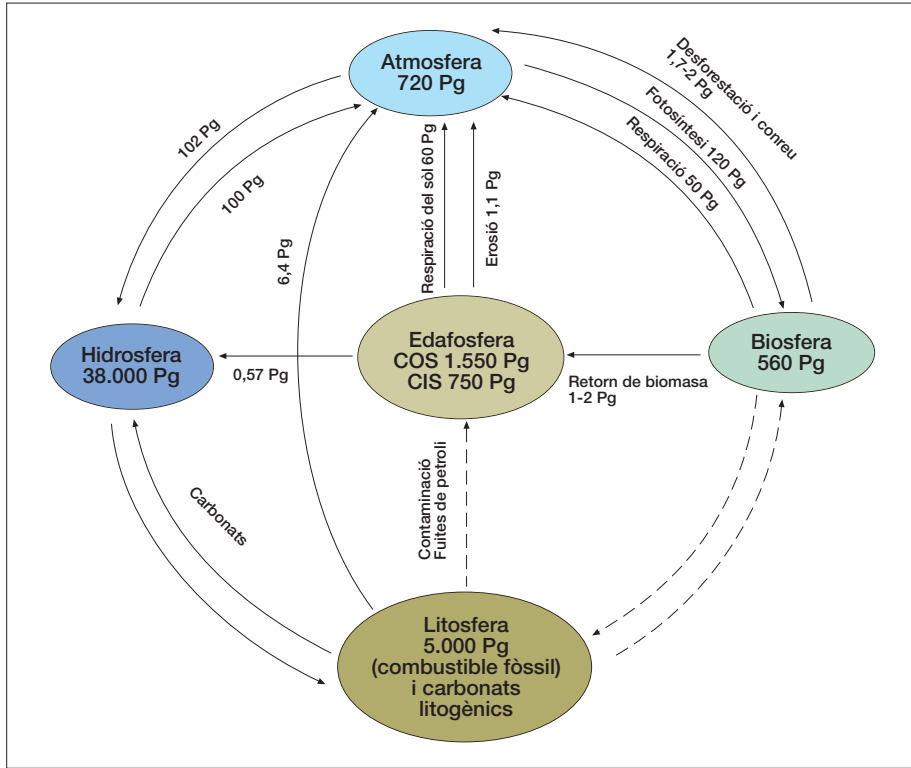 Atmosfera
720 Pg
Desforestació i conreu
1,7-2 Pg
Fotosíntesi 120 Pg
Respiració 50 Pg
102 Pg
100 Pg
6,4 Pg
Respiració del sòl 60 Pg
Erosió 1,1 Pg
Hidrosfera
38.000 Pg
0,57 Pg
Edafosfera
COS 1.550 Pg
CIS 750 Pg
Retorn de biomasa
1-2 Pg
Biosfera
560 Pg
Carbonats
Contaminació
Fuites de petroli
Litosfera
5.000 Pg
(combustible fòssil)
i carbonats
litogènics